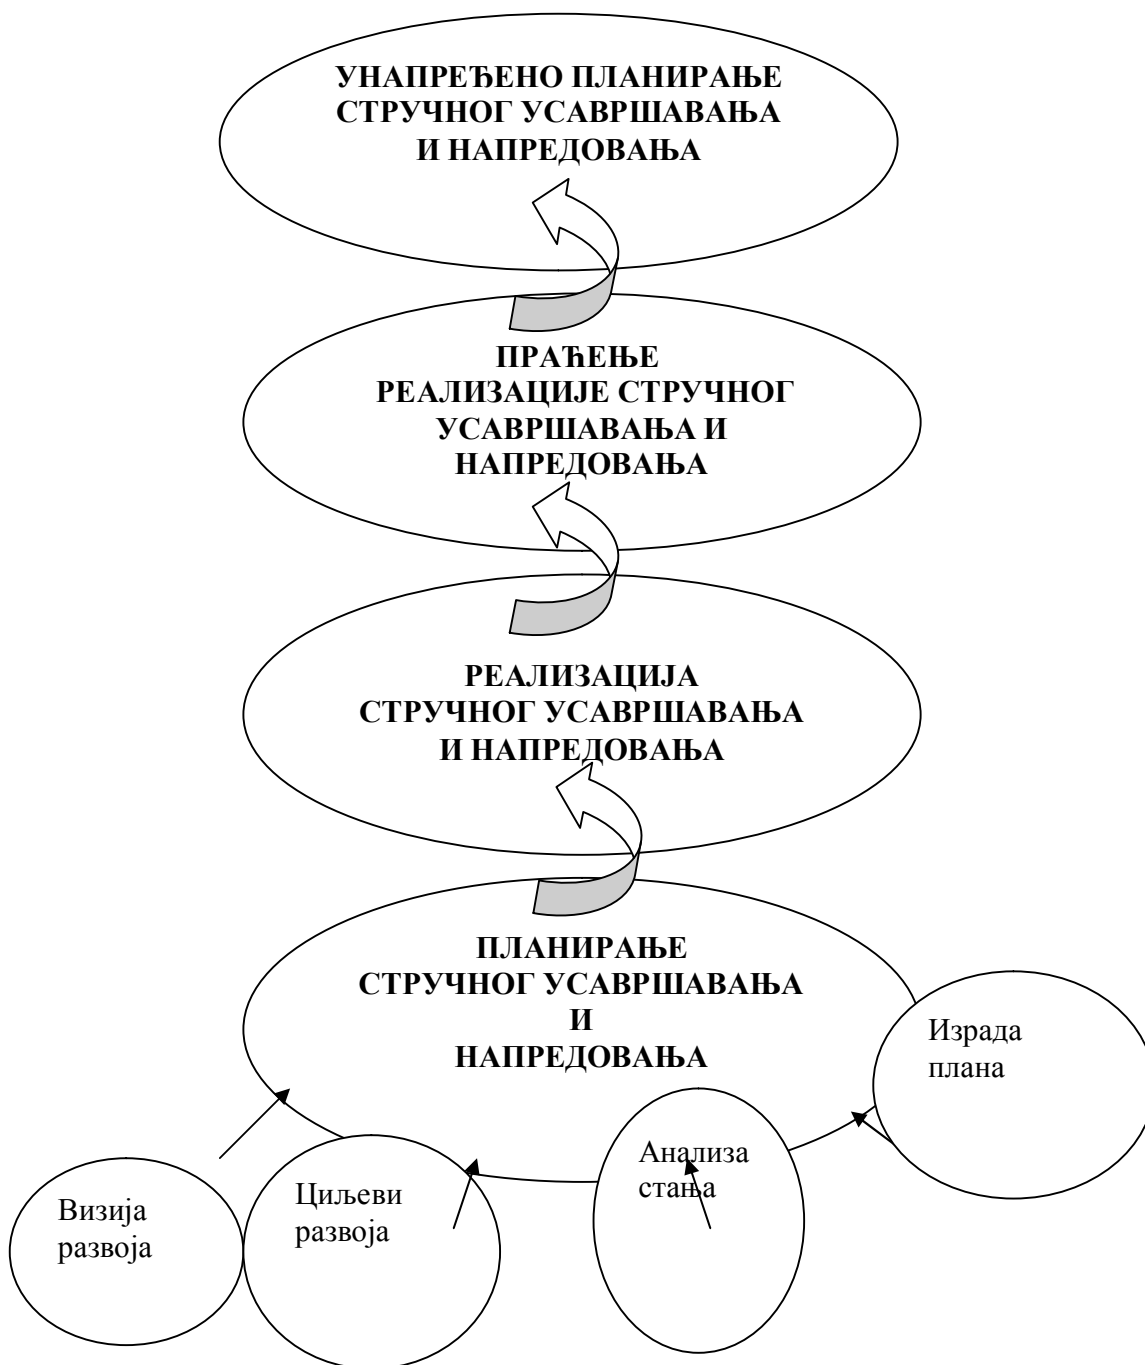 УНАПРЕЂЕНО ПЛАНИРАЊЕ
СТРУЧНОГ УСАВРШАВАЊА
И НАПРЕДОВАЊА
ПРАЋЕЊЕ
РЕАЛИЗАЦИЈЕ СТРУЧНОГ
УСАВРШАВАЊА И
НАПРЕДОВАЊА
РЕАЛИЗАЦИЈА
СТРУЧНОГ УСАВРШАВАЊА
И НАПРЕДОВАЊА
ПЛАНИРАЊЕ
СТРУЧНОГ УСАВРШАВАЊА
И
НАПРЕДОВАЊА
Визија
развоја
Циљеви
развоја
Анализа
стања
Израда
плана